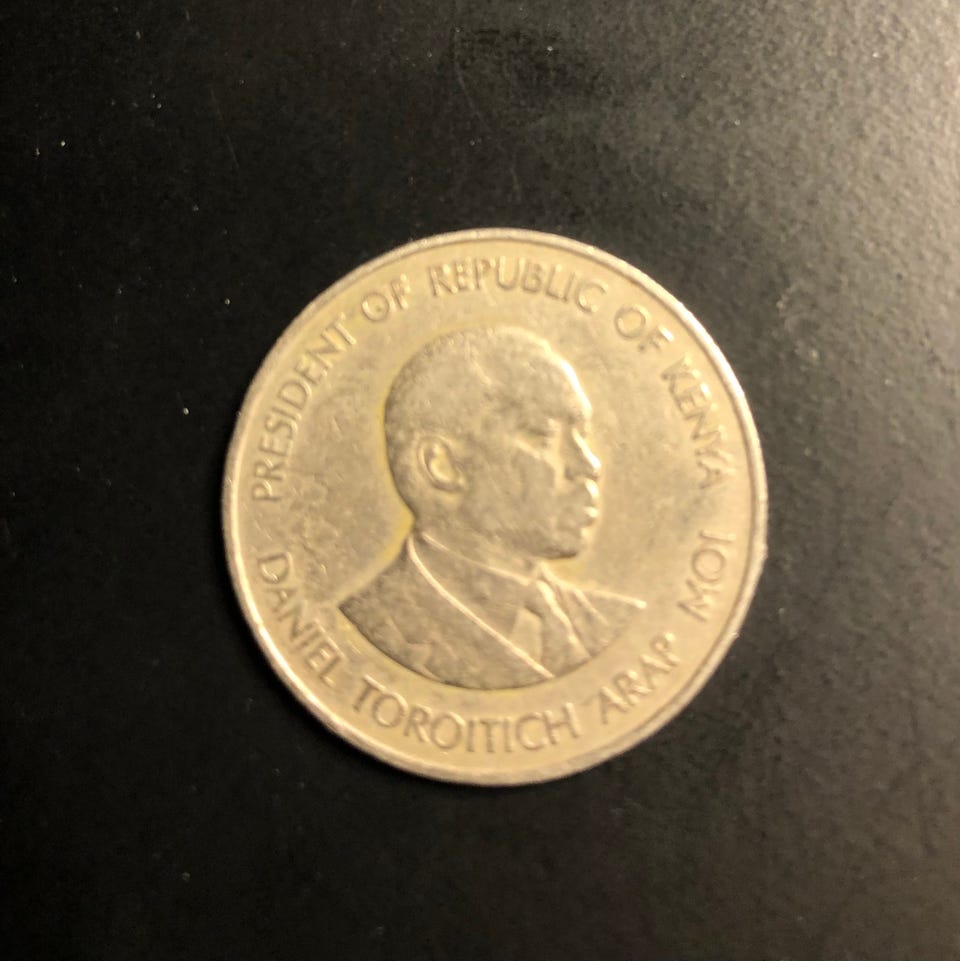 PRESIDENT OF REPUBLIC OF KENYA
DANIEL TOROITICH ARAP MOI